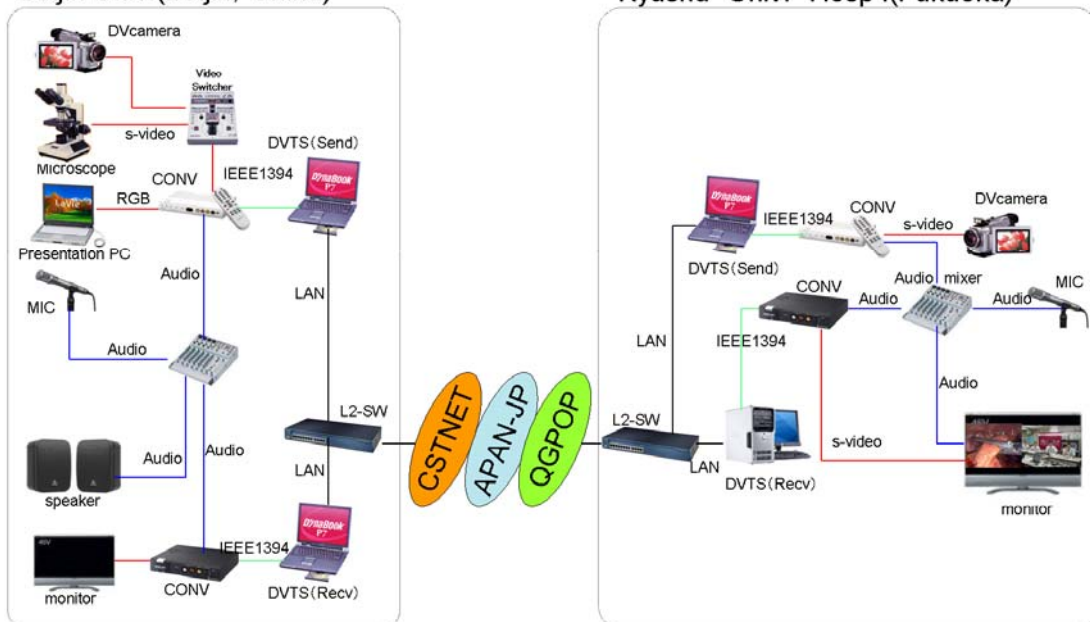 DVcamera
Video
Switcher
s-video
Microscope
DVTS(Send)
CONV
IEEE1394
RGB
Presentation PC
Audio
MIC
LAN
Audio
L2-SW
Audio
Audio
LAN
speaker
IEEE1394
monitor
CONV
DVTS(Recv)
CSTNET
APAN-JP
QGPOP
CONV
DVcamera
IEEE1394
s-video
DVTS(Send)
CONV
Audio mixer
MIC
Audio
Audio
LAN
IEEE1394
Audio
L2-SW
s-video
LAN
DVTS(Recv)
monitor